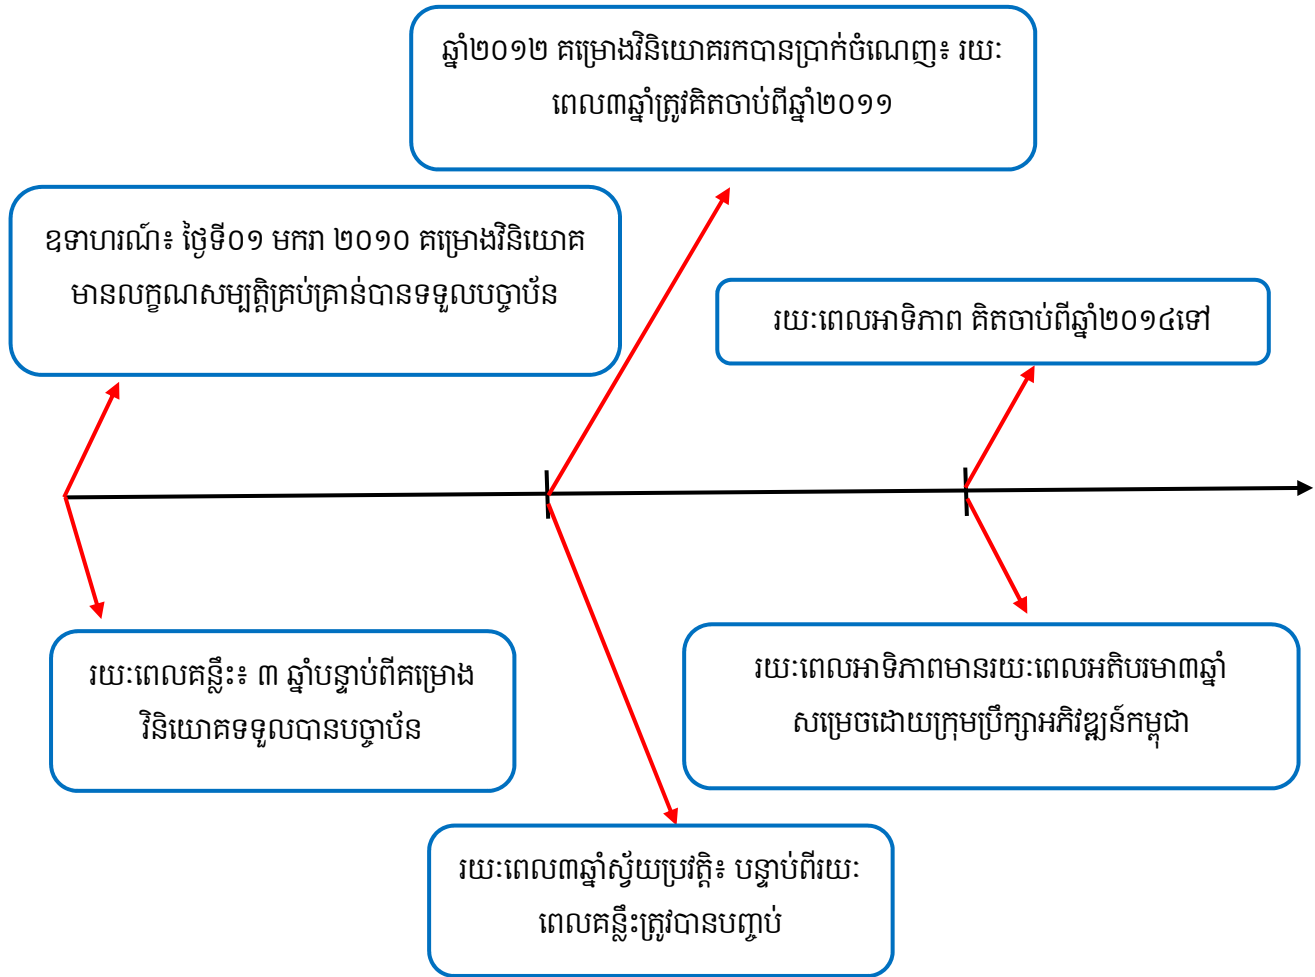 ឆ្នាំ២០១២ គម្រោងវិនិយោគរកបានប្រាក់ចំណេញ៖ រយៈ
ពេល៣ឆ្នាំត្រូវគិតចាប់ពីឆ្នាំ២០១១
ឧទាហរណ៍៖ ថ្ងៃទី០១ មករា ២០១០ គម្រោងវិនិយោគ
មានលក្ខណសម្បត្តិគ្រប់គ្រាន់បានទទួលបច្ចាប័ន
រយៈពេលអាទិភាព គិតចាប់ពីឆ្នាំ២០១៤ទៅ
រយៈពេលគន្លឹះ៖ ៣ ឆ្នាំបន្ទាប់ពីគម្រោង
វិនិយោគទទួលបានបច្ចាប័ន
រយៈពេលអាទិភាពមានរយៈពេលអតិបរមា៣ឆ្នាំ
សម្រេចដោយក្រុមប្រឹក្សាអភិវឌ្ឍន៍កម្ពុជា
រយៈពេល៣ឆ្នាំស្វ័យប្រវត្តិ៖ បន្ទាប់ពីរយៈ
ពេលគន្លឹះត្រូវបានបញ្ចប់